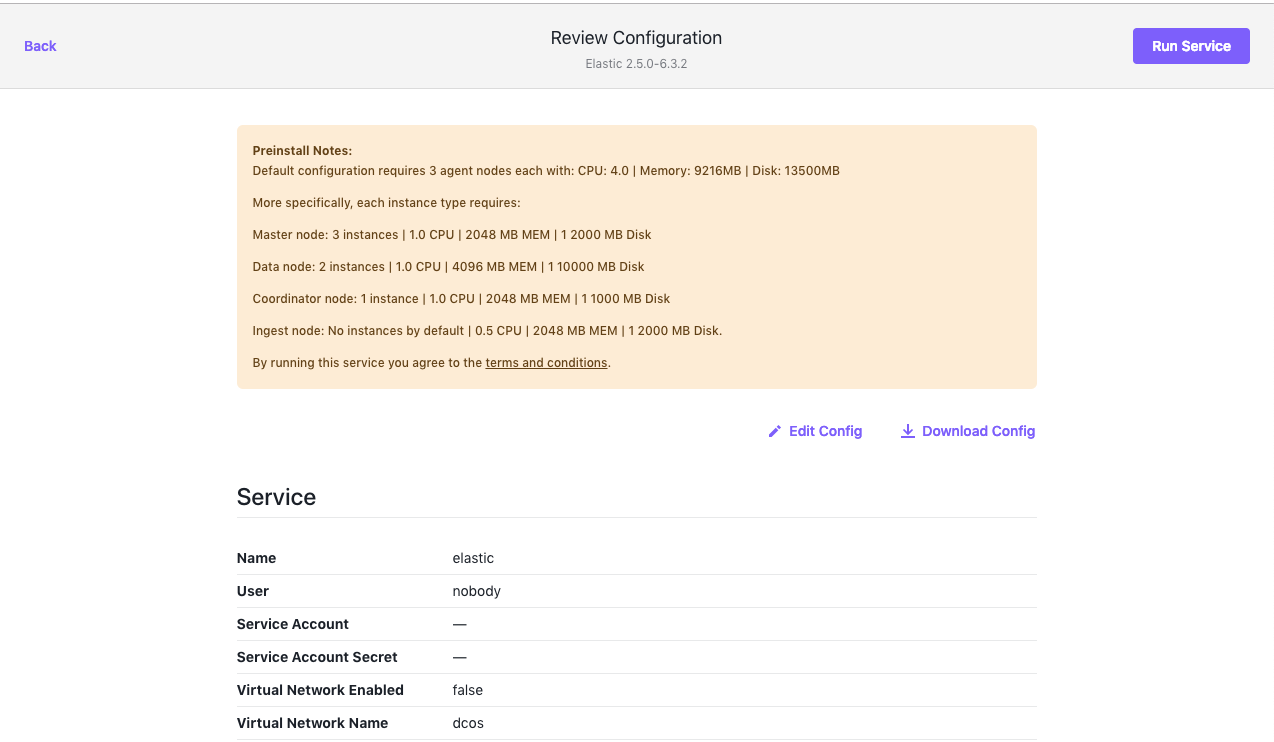 Back
Review Configuration
Elastic 2.5.0-6.3.2
Run Service
Preinstall Notes:
Default configuration requires 3 agent nodes each with: CPU: 4.0 | Memory: 9216MB | Disk: 13500MB
More specifically, each instance type requires:
Master node: 3 instances | 1.0 CPU | 2048 MB MEM | 1 2000 MB Disk
Data node: 2 instances | 1.0 CPU | 4096 MB MEM | 1 10000 MB Disk
Coordinator node: 1 instance | 1.0 CPU | 2048 MB MEM | 1 1000 MB Disk
Ingest node: No instances by default | 0.5 CPU | 2048 MB MEM | 1 2000 MB Disk.
By running this service you agree to the terms and conditions.
Edit Config Download Config
Service
Name elastic
User nobody
Service Account —
Service Account Secret —
Virtual Network Enabled false
Virtual Network Name dcos